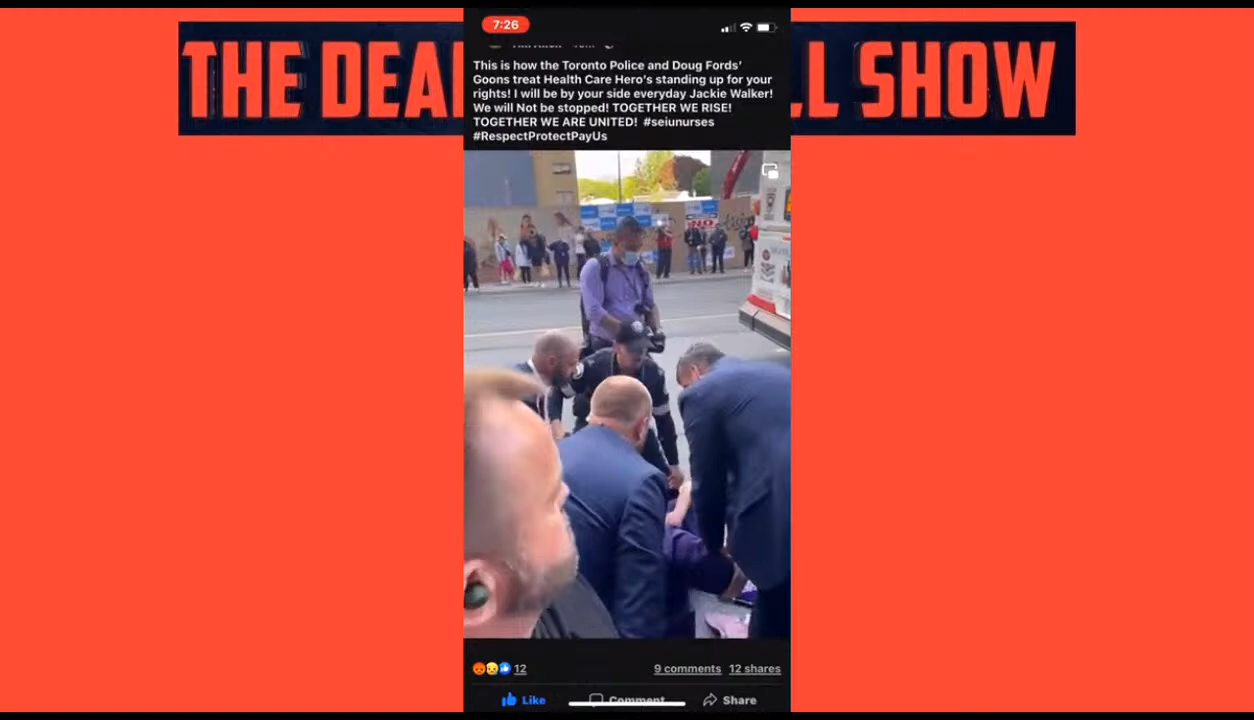 THE DEA
LL SHOW
7:26
This is how the Toronto Police and Doug Fords'
Goons treat Health Care Hero's standing up for your
rights! I will be by your side everyday Jackie Walker!
We will Not be stopped! TOGETHER WE RISE!
TOGETHER WE ARE UNITED! #seiunurses
#RespectProtectPayUs
NO
12
9 comments 12 shares
Like Comment Share